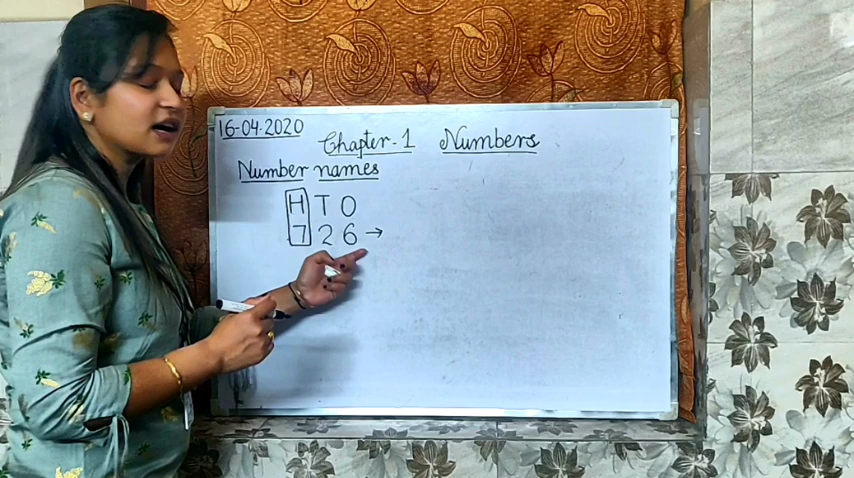 16-04-2020
Chapter-1 Numbers
Number names
H T O
7 2 6 →